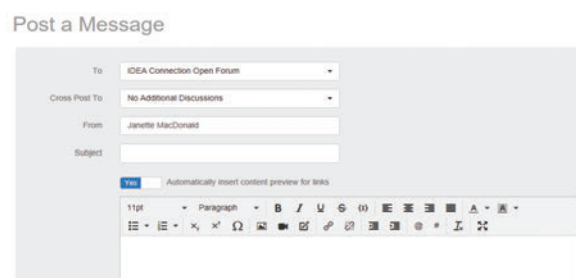 Post a Message
To IDEA Connection Open Forum
Cross Post To No Additional Discussions
From Janette MacDonald
Subject
Yes Automatically insert content preview for links
11pt Paragraph B I U S {i} A A
x, x' Ω @ # Ix